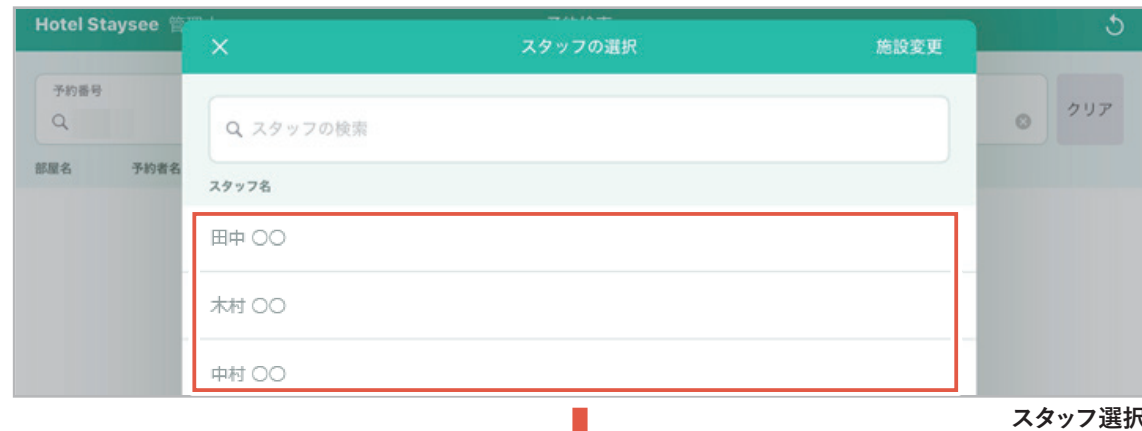 Hotel Staysee
スタッフの選択
施設変更
予約番号
スタッフの検索
クリア
部屋名
予約者名
スタッフ名
田中 〇〇
木村 〇〇
中村 〇〇
スタッフ選択